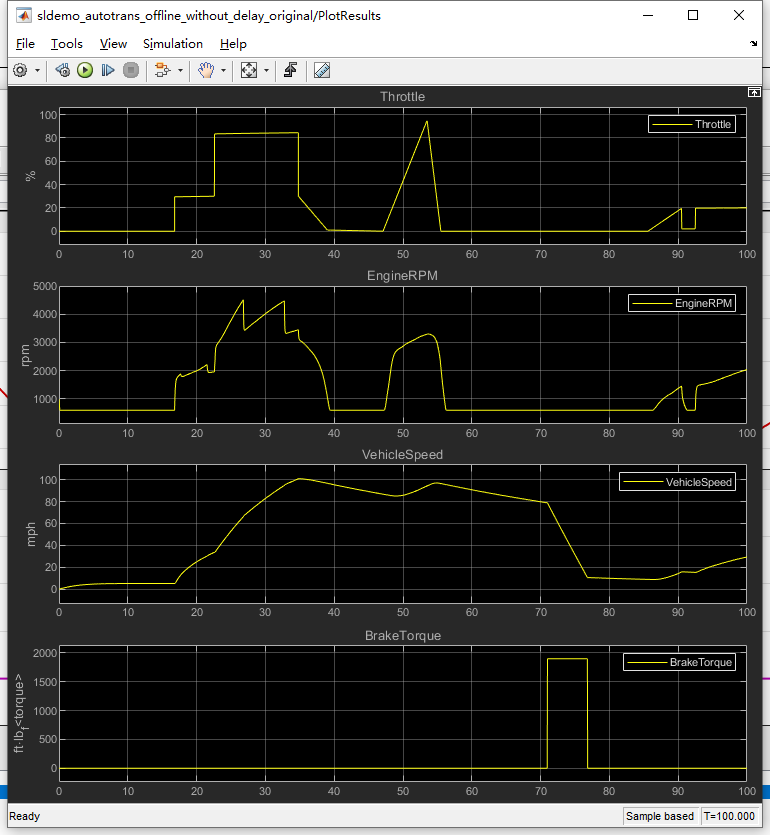 sldemo_autotrans_offline_without_delay_original/PlotResults
File Tools View Simulation Help
Throttle
Throttle
%
100
80
60
40
20
0
0 10 20 30 40 50 60 70 80 90 100
EngineRPM
EngineRPM
rpm
5000
4000
3000
2000
1000
0 10 20 30 40 50 60 70 80 90 100
VehicleSpeed
VehicleSpeed
mph
100
80
60
40
20
0
0 10 20 30 40 50 60 70 80 90 100
BrakeTorque
BrakeTorque
ft·lb_f<torque>
2000
1500
1000
500
0
0 10 20 30 40 50 60 70 80 90 100
Ready Sample based T=100.000